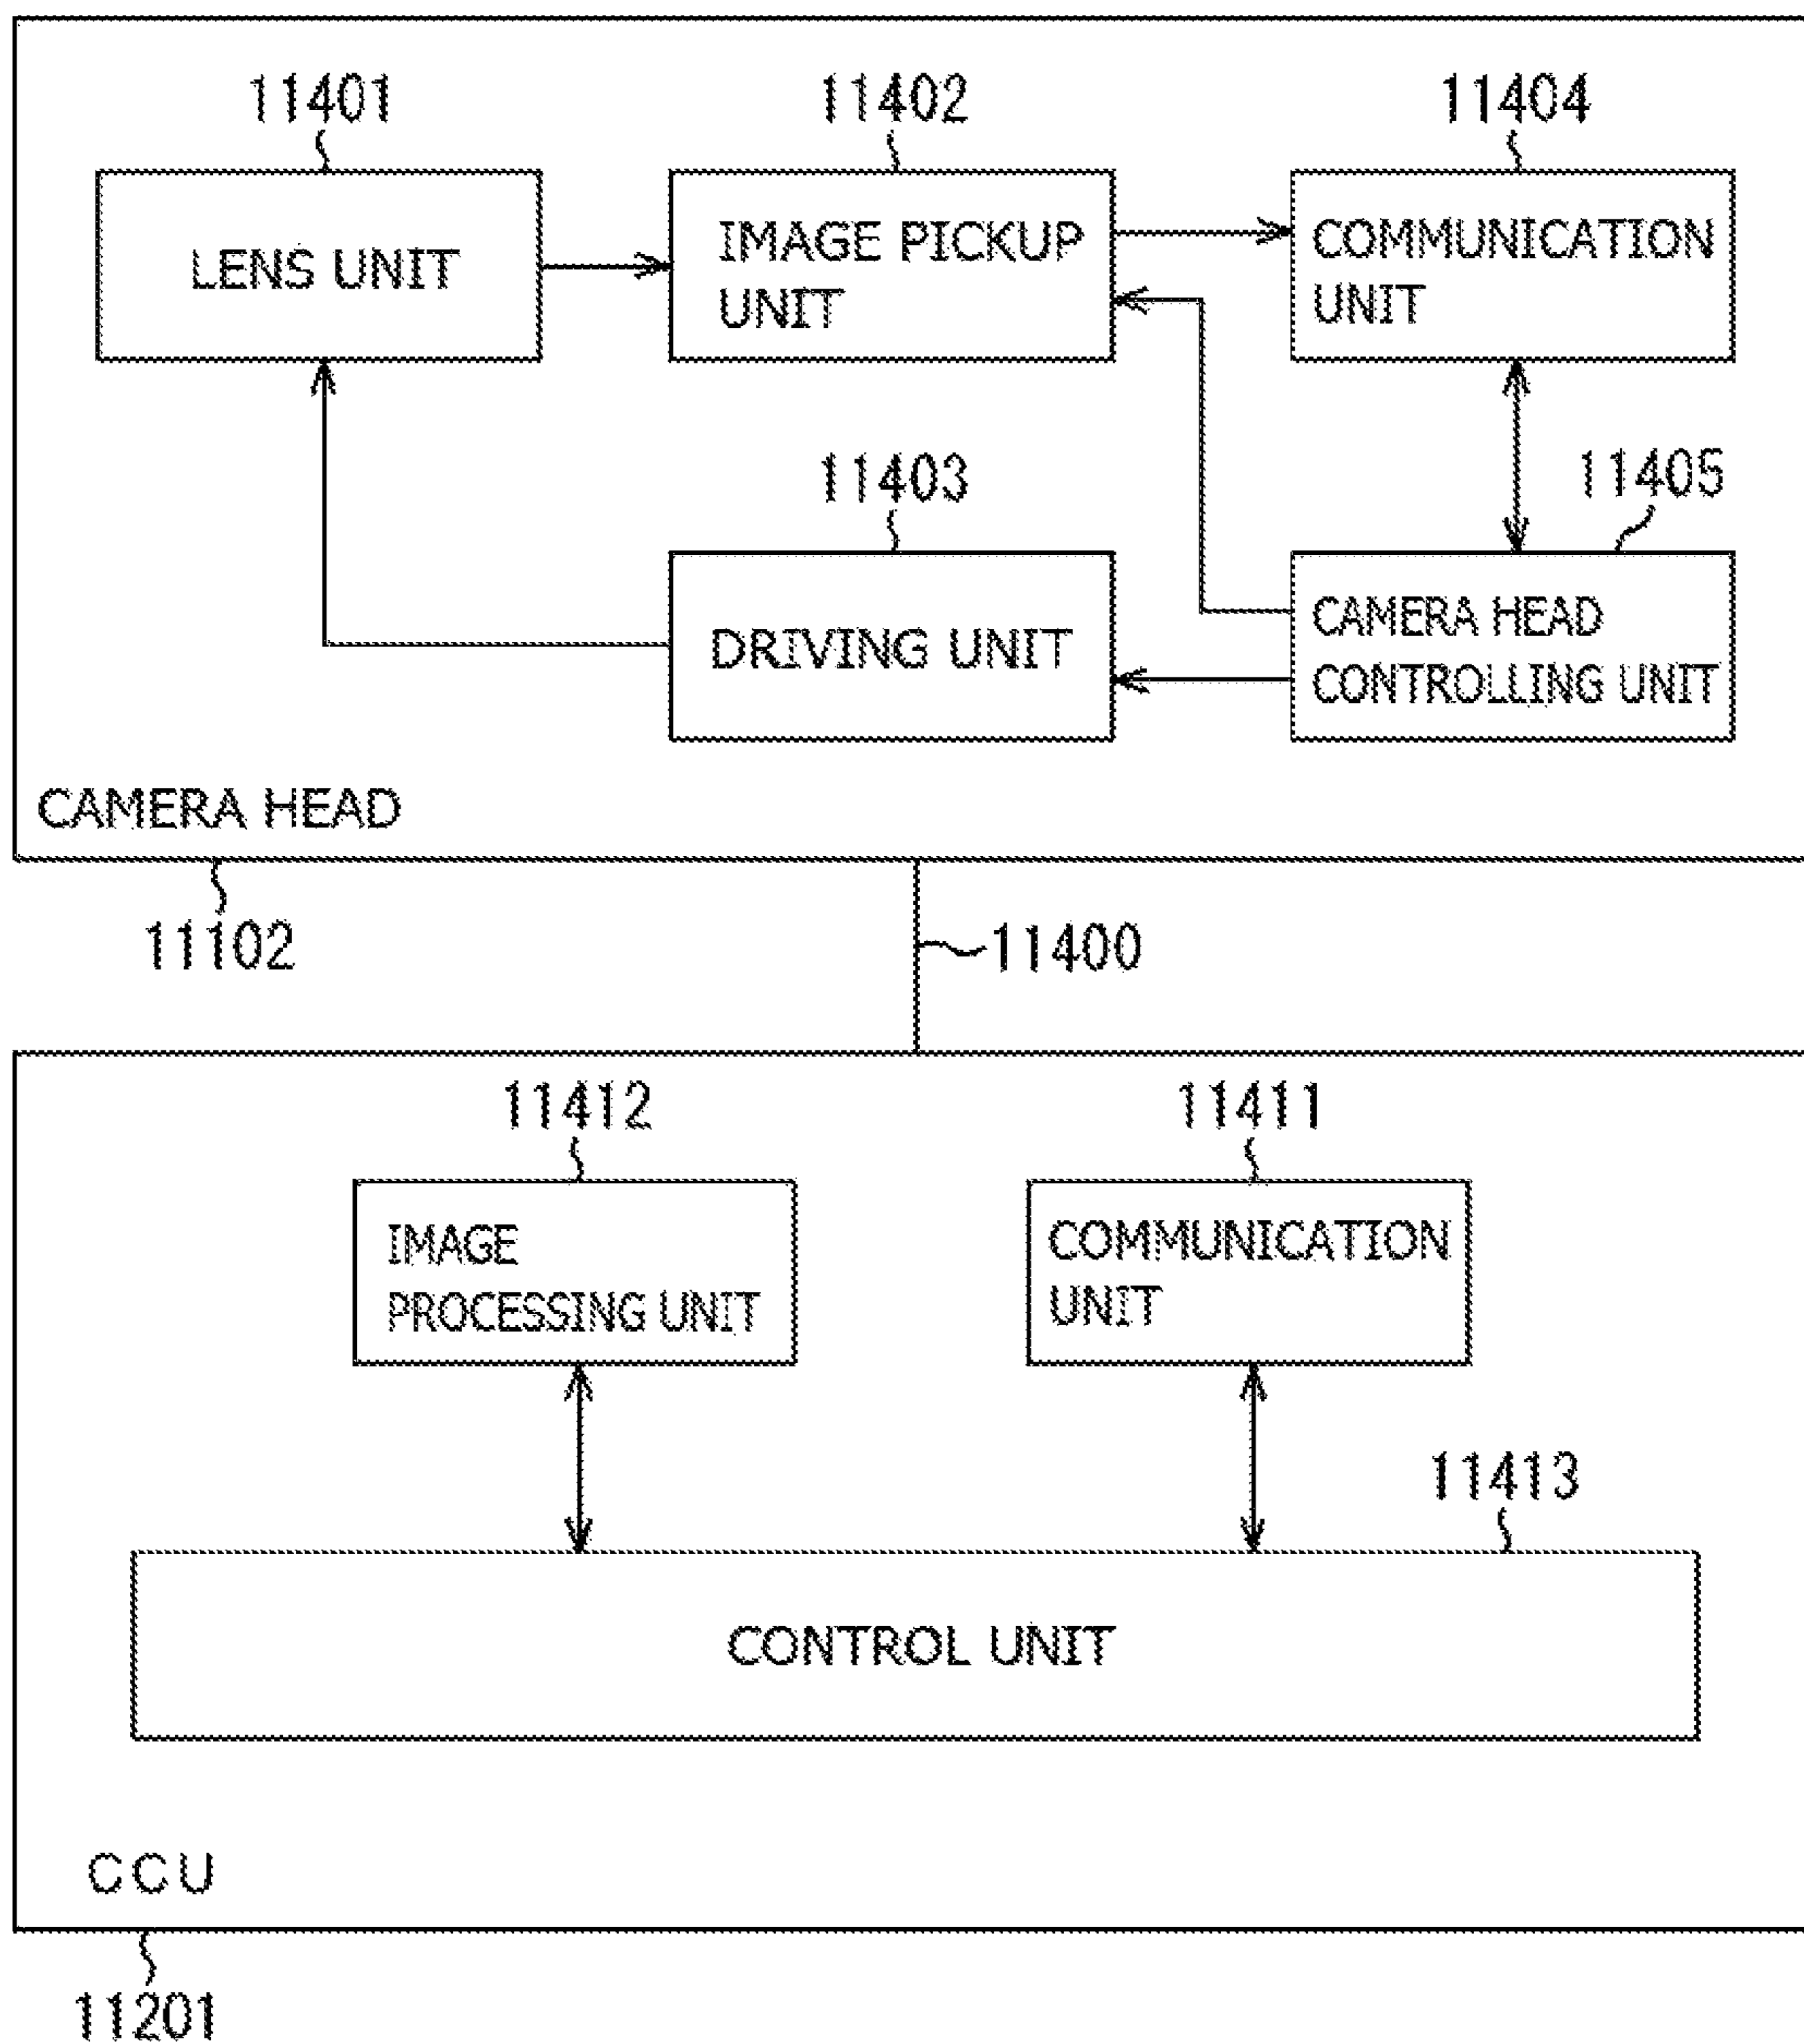 11401
11402
11404
LENS UNIT
IMAGE PICKUP
UNIT
COMMUNICATION
UNIT
11403
11405
DRIVING UNIT
CAMERA HEAD
CONTROLLING UNIT
CAMERA HEAD
11102
11400
11412
11411
IMAGE
PROCESSING UNIT
COMMUNICATION
UNIT
11413
CONTROL UNIT
CCU
11201